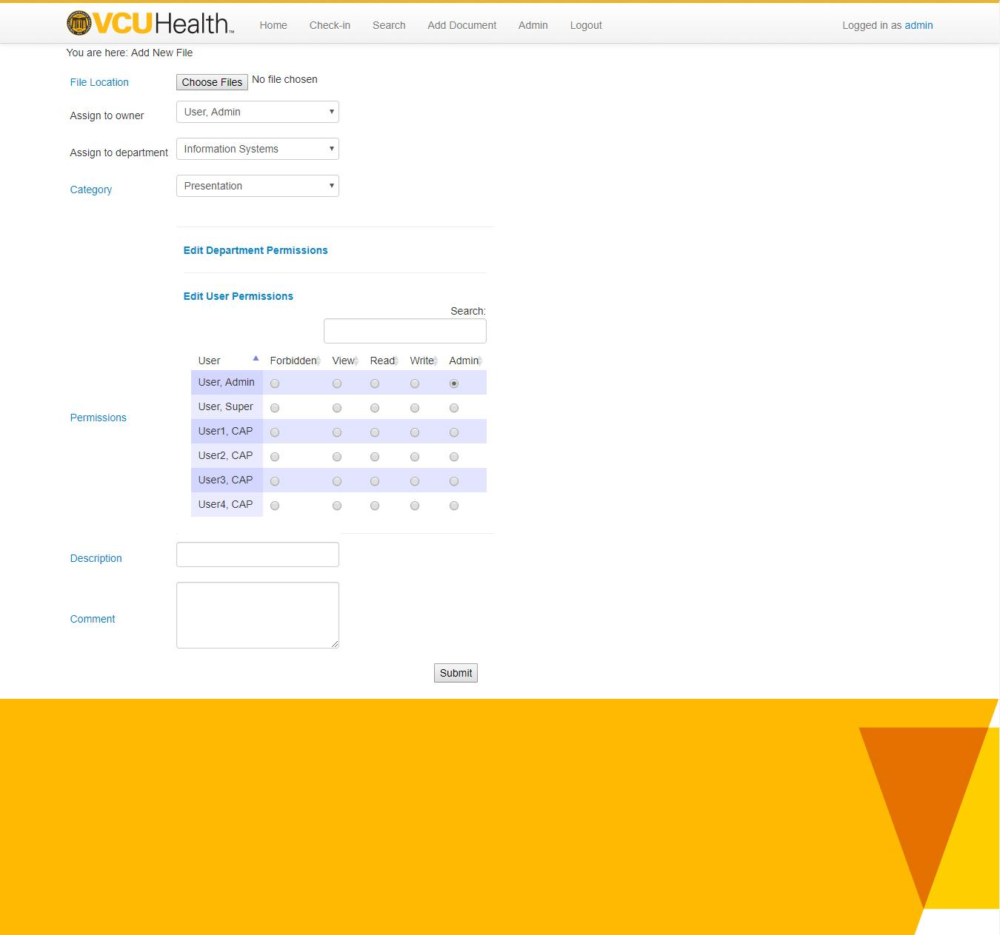 VCUHealth™ Home Check-in Search Add Document Admin Logout Logged in as admin
You are here: Add New File
File Location Choose Files No file chosen
Assign to owner User, Admin
Assign to department Information Systems
Category Presentation
Edit Department Permissions
Edit User Permissions
Search:
User Forbidden View Read Write Admin
User, Admin
User, Super
Permissions
User1, CAP
User2, CAP
User3, CAP
User4, CAP
Description
Comment
Submit